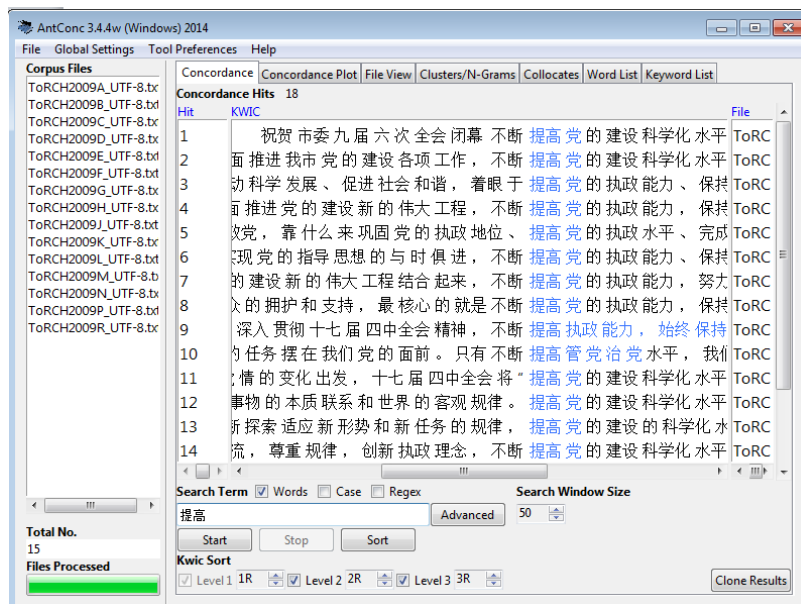 AntConc 3.4.4w (Windows) 2014
File Global Settings Tool Preferences Help
Corpus Files
ToRCH2009A_UTF-8.tx
ToRCH2009B_UTF-8.txt
ToRCH2009C_UTF-8.tx
ToRCH2009D_UTF-8.tx
ToRCH2009E_UTF-8.txt
ToRCH2009F_UTF-8.txt
ToRCH2009G_UTF-8.tx
ToRCH2009H_UTF-8.tx
ToRCH2009J_UTF-8.txt
ToRCH2009K_UTF-8.tx
ToRCH2009L_UTF-8.txt
ToRCH2009M_UTF-8.t
ToRCH2009N_UTF-8.tx
ToRCH2009P_UTF-8.txt
ToRCH2009R_UTF-8.tx
Total No.
15
Files Processed
Concordance Concordance Plot File View Clusters/N-Grams Collocates Word List Keyword List
Concordance Hits 18
Hit KWIC File
1 祝贺 市委 九 届 六 次 全会 闭幕 不断 提高 党 的 建设 科学化 水平 ToRC
2 面 推进 我市 党 的 建设 各项 工作 , 不断 提高 党 的 建设 科学化 水平 ToRC
3 科学 发展 、 促进 社会 和谐 , 着眼 于 提高 党 的 执政 能力 、 保持 ToRC
4 面 推进 党 的 建设 新 的 伟大 工程 , 不断 提高 党 的 执政 能力 , 保持 ToRC
5 党 , 靠 什么 来 巩固 党 的 执政 地位 、 提高 党 的 执政 水平 、 完成 ToRC
6 现 党 的 指导 思想 的 与 时 俱 进 , 不断 提高 党 的 执政 能力 、 保持 ToRC
7 的 建设 新 的 伟大 工程 结合 起来 , 不断 提高 党 的 执政 能力 , 努力 ToRC
8 的 拥护 和 支持 , 最 核心 的 就是 不断 提高 党 的 执政 能力 , 保持 ToRC
9 深入 贯彻 十七 届 四中全会 精神 , 不断 提高 执政 能力 , 始终 保持 ToRC
10 的 任务 摆在 我们 党 的 面前 。 只有 不断 提高 管 党 治 党 水平 , 我们 ToRC
11 情 的 变化 出发 , 十七 届 四中全会 将 “ 提高 党 的 建设 科学化 水平 ToRC
12 事物 的 本质 联系 和 世界 的 客观 规律 。 提高 党 的 建设 科学化 水平 ToRC
13 新 探索 适应 新 形势 和 新 任务 的 规律 , 提高 党 的 建设 的 科学化 水 ToRC
14 流 , 尊重 规律 , 创新 执政 理念 , 不断 提高 党 的 建设 科学化 水平 ToRC
Search Term Words Case Regex Search Window Size
提高 Advanced 50
Start Stop Sort
Kwic Sort
Level 1 1R Level 2 2R Level 3 3R Clone Results